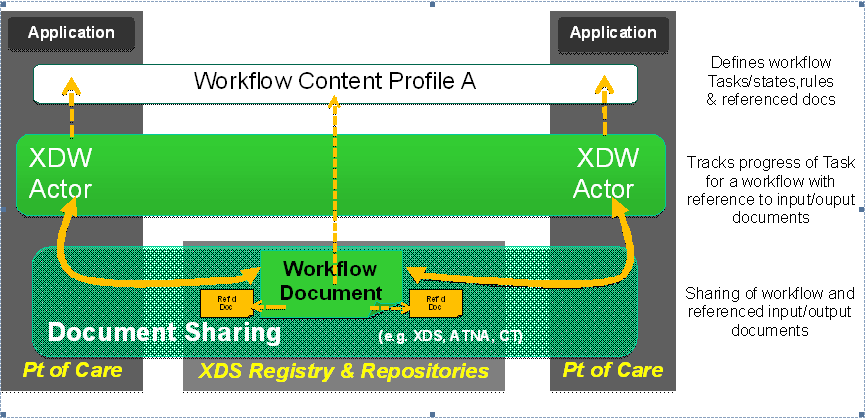 Application
Application
Workflow Content Profile A
Defines workflow
Tasks/states,rules
& referenced docs
XDW
Actor
XDW
Actor
Tracks progress of Task
for a workflow with
reference to input/ouput
documents
Workflow
Document
Ref'd
Doc
Ref'd
Doc
Document Sharing
(e.g. XDS, ATNA, CT)
Sharing of workflow and
referenced input/output
documents
Pt of Care
XDS Registry & Repositories
Pt of Care